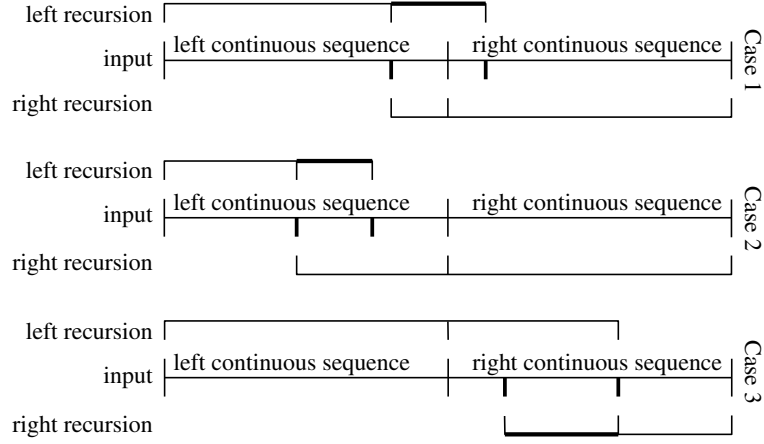 left recursion
left continuous sequence right continuous sequence
input
right recursion
Case 1
left recursion
left continuous sequence right continuous sequence
input
right recursion
Case 2
left recursion
left continuous sequence right continuous sequence
input
right recursion
Case 3